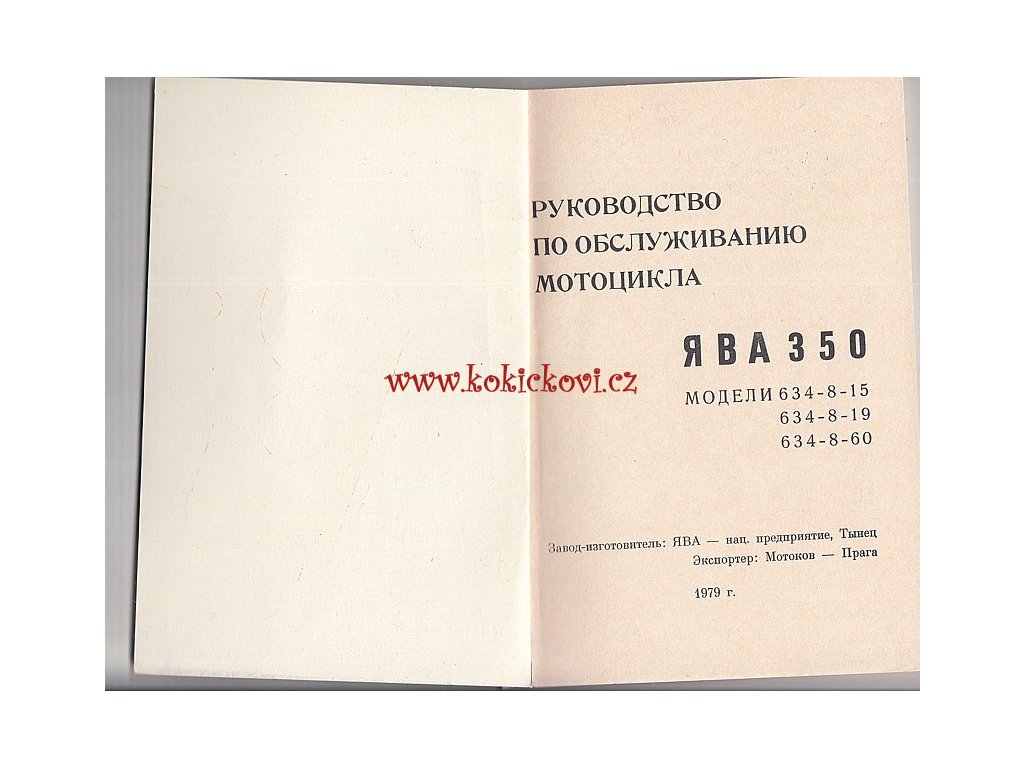 РУКОВОДСТВО
ПО ОБСЛУЖИВАНИЮ
МОТОЦИКЛА
ЯВА 350
www.kokickovi.cz
МОДЕЛИ 634-8-15
634-8-19
634-8-60
Завод-изготовитель: ЯВА — нац. предприятие, Тынец
Экспортер: Мотоков — Прага
1979 г.